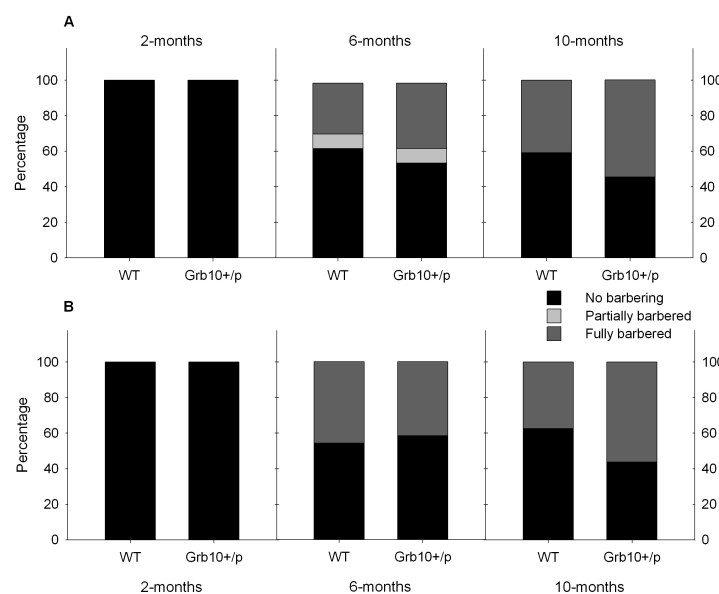 A
2-months 6-months 10-months
100 100
80 80
60 60
40 40
20 20
0 0
Percentage
WT Grb10+/p WT Grb10+/p WT Grb10+/p
No barbering
Partially barbered
Fully barbered
B
100 100
80 80
60 60
40 40
20 20
0 0
Percentage
WT Grb10+/p WT Grb10+/p WT Grb10+/p
2-months 6-months 10-months